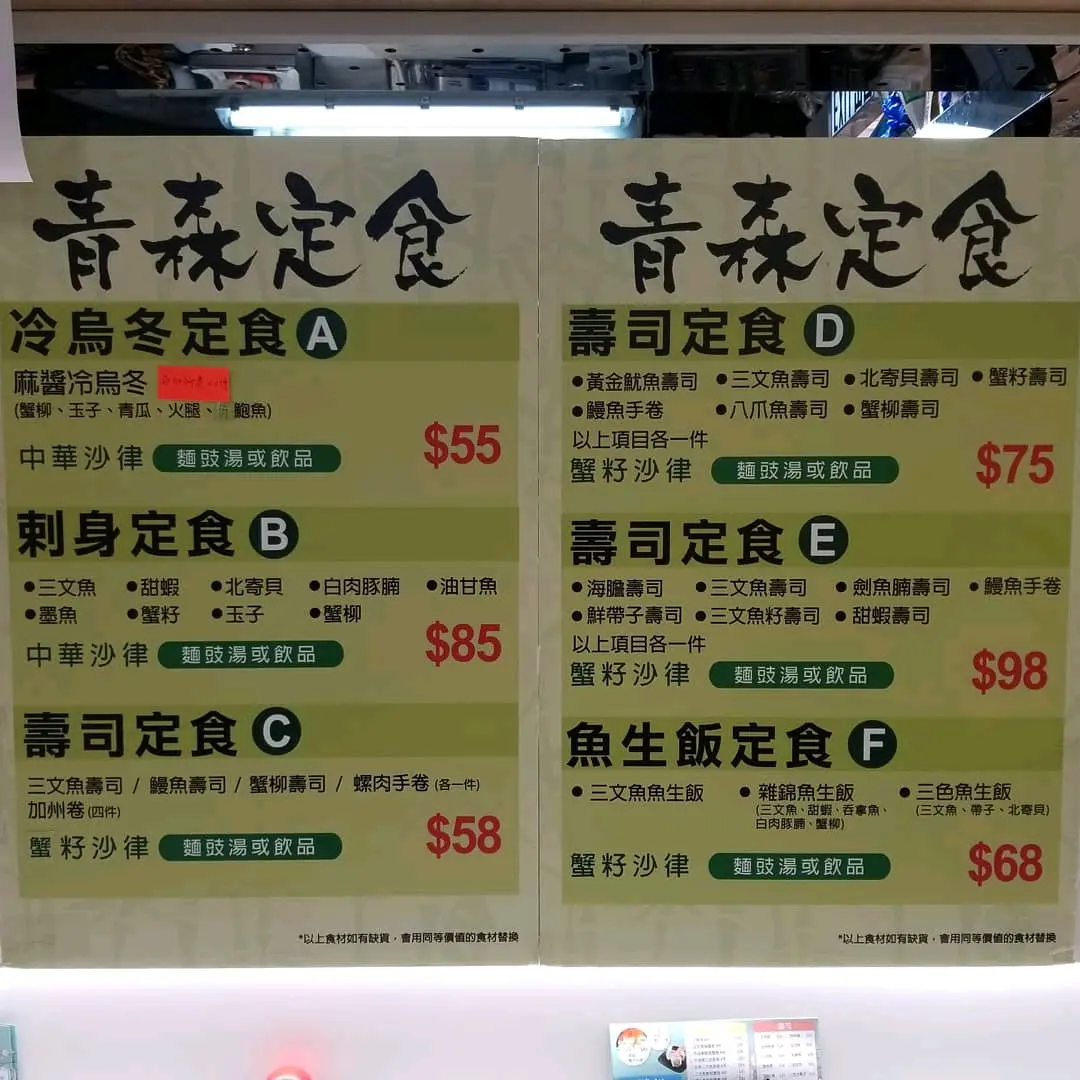 青森定食
冷烏冬定食 A
麻醬冷烏冬
(蟹柳、玉子、青瓜、火腿、 鮑魚)
中華沙律 麵豉湯或飲品 $55
刺身定食 B
•三文魚 •甜蝦 •北寄貝 •白肉豚腩 •油甘魚
•墨魚 •蟹籽 •玉子 •蟹柳
中華沙律 麵豉湯或飲品 $85
壽司定食 C
三文魚壽司 / 鰻魚壽司 / 蟹柳壽司 / 螺肉手卷 (各一件)
加州卷 (四件)
蟹籽沙律 麵豉湯或飲品 $58
*以上食材如有缺貨，會用同等價值的食材替換
青森定食
壽司定食 D
•黃金魷魚壽司 •三文魚壽司 •北寄貝壽司 •蟹籽壽司
•鰻魚手卷 •八爪魚壽司 •蟹柳壽司
以上項目各一件
蟹籽沙律 麵豉湯或飲品 $75
壽司定食 E
•海膽壽司 •三文魚壽司 •劍魚腩壽司 •鰻魚手卷
•鮮帶子壽司 •三文魚籽壽司 •甜蝦壽司
以上項目各一件
蟹籽沙律 麵豉湯或飲品 $98
魚生飯定食 F
•三文魚魚生飯 •雜錦魚生飯 •三色魚生飯
(三文魚、甜蝦、吞拿魚、 (三文魚、帶子、北寄貝)
白肉豚腩、蟹柳)
蟹籽沙律 麵豉湯或飲品 $68
*以上食材如有缺貨，會用同等價值的食材替換